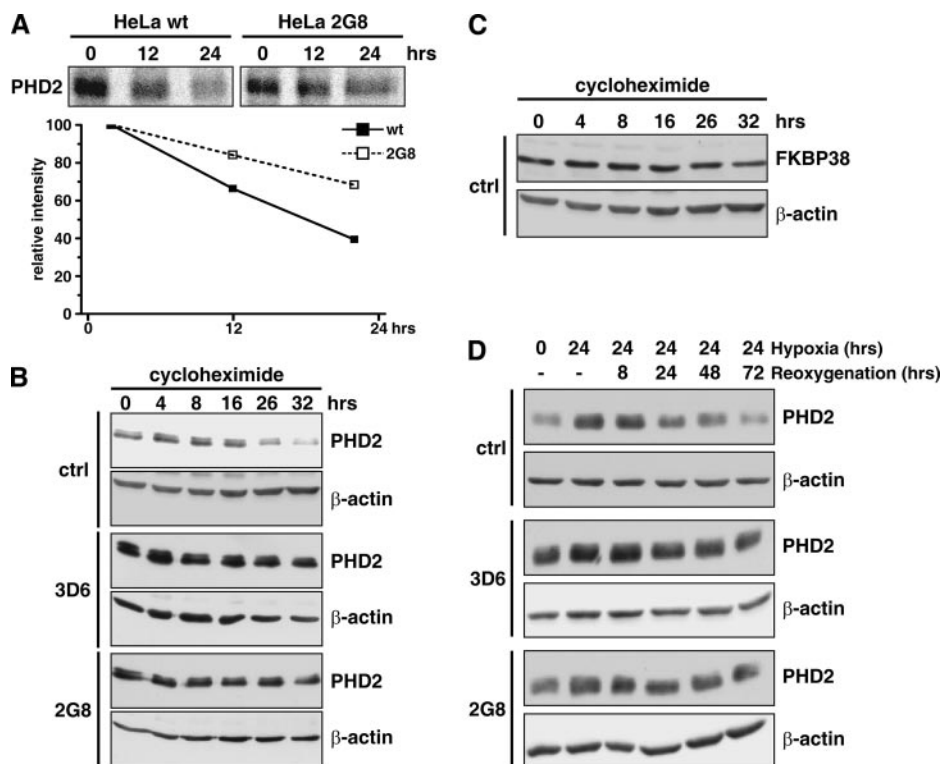 A
HeLa wt
HeLa 2G8
0 12 24
0 12 24 hrs
PHD2
100
80
60
40
20
0
relative intensity
wt
2G8
0 12 24 hrs
B
cycloheximide
0 4 8 16 26 32 hrs
ctrl
PHD2
β-actin
3D6
PHD2
β-actin
2G8
PHD2
β-actin
C
cycloheximide
0 4 8 16 26 32 hrs
ctrl
FKBP38
β-actin
D
0 24 24 24 24 24 Hypoxia (hrs)
- - 8 24 48 72 Reoxygenation (hrs)
ctrl
PHD2
β-actin
3D6
PHD2
β-actin
2G8
PHD2
β-actin